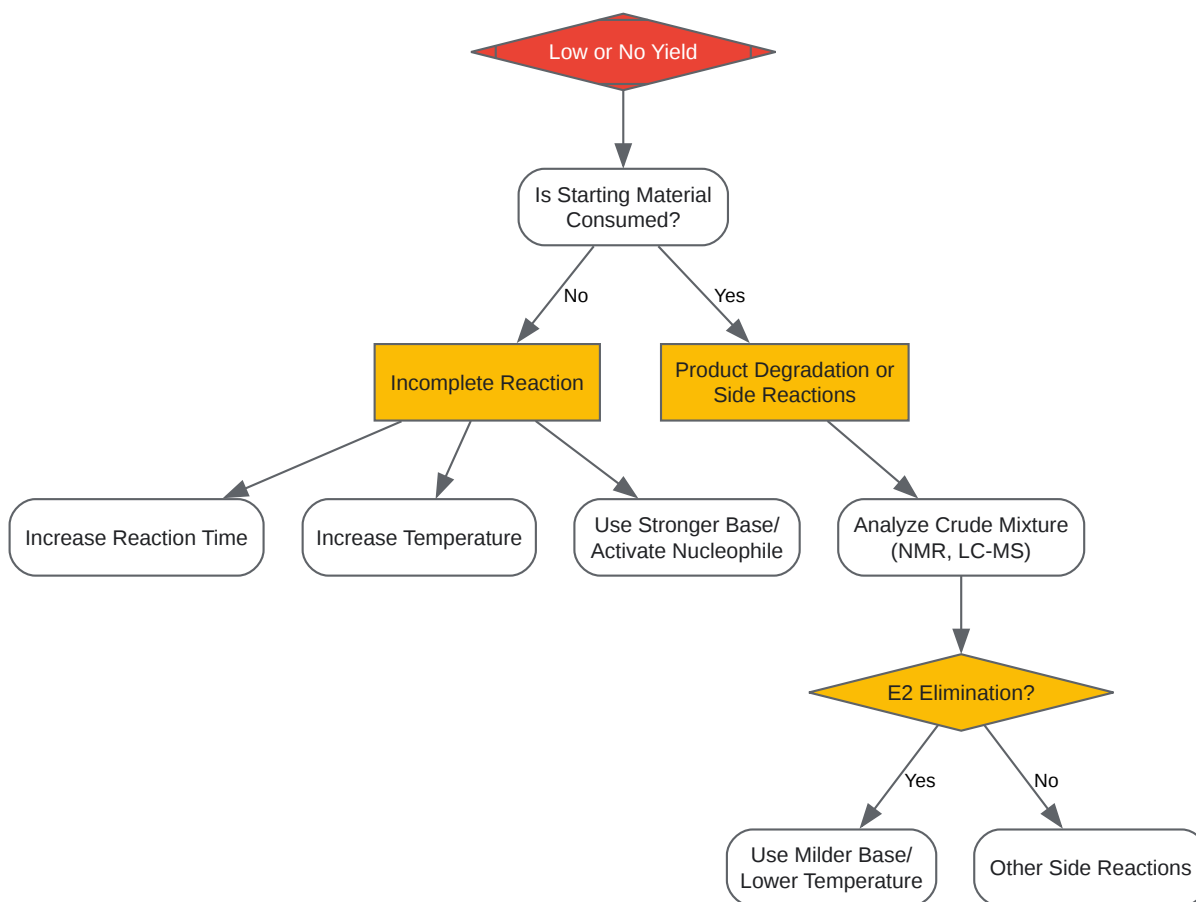 Low or No Yield
Is Starting Material
Consumed?
No
Yes
Incomplete Reaction
Product Degradation or
Side Reactions
Increase Reaction Time
Increase Temperature
Use Stronger Base/
Activate Nucleophile
Analyze Crude Mixture
(NMR, LC-MS)
E2 Elimination?
Yes
No
Use Milder Base/
Lower Temperature
Other Side Reactions